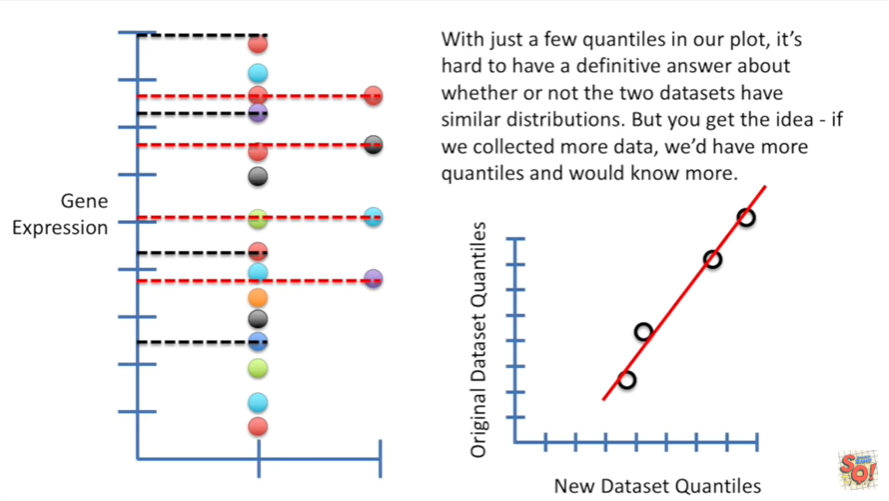 With just a few quantiles in our plot, it's
hard to have a definitive answer about
whether or not the two datasets have
similar distributions. But you get the idea - if
we collected more data, we'd have more
quantiles and would know more.
Gene
Expression
Original Dataset Quantiles
New Dataset Quantiles
SQ!